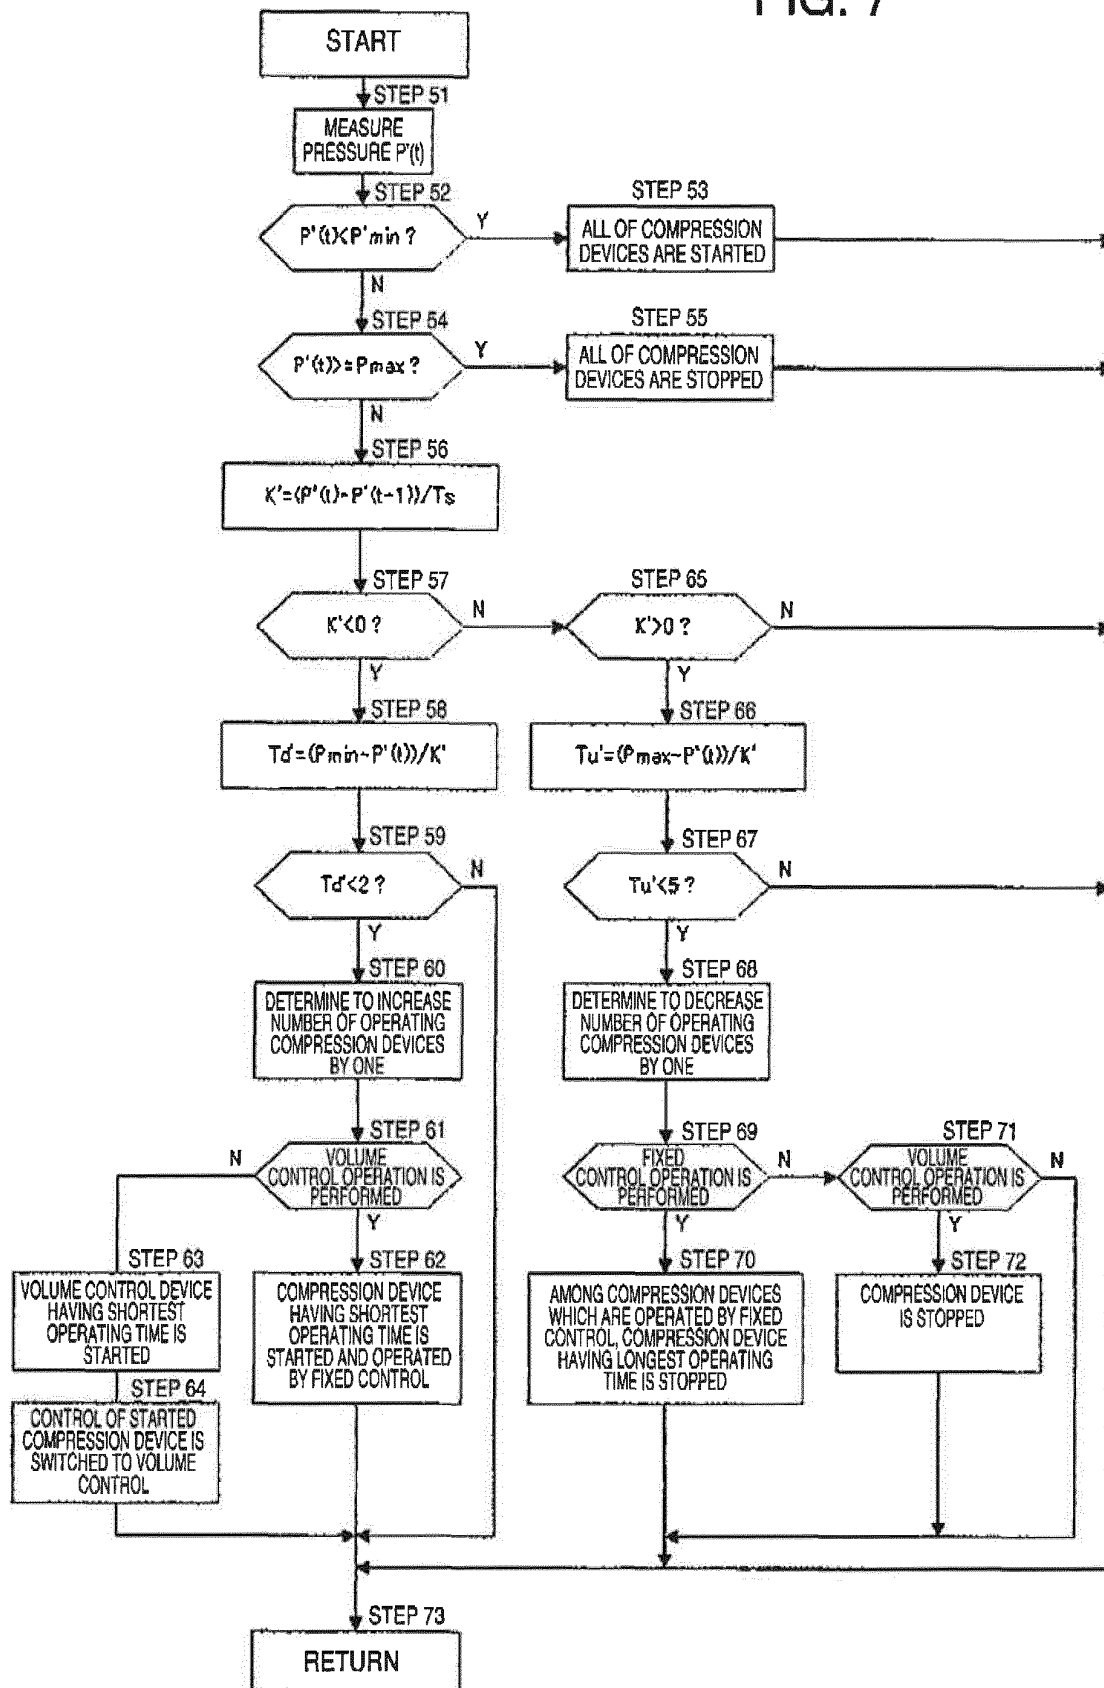 FIG. 7
START
STEP 51
MEASURE
PRESSURE P'(t)
STEP 52
P'(t)<P'min ?
Y
N
STEP 53
ALL OF COMPRESSION
DEVICES ARE STARTED
STEP 54
P'(t)>=Pmax ?
Y
N
STEP 55
ALL OF COMPRESSION
DEVICES ARE STOPPED
STEP 56
K'=(P'(t)-P'(t-1))/Ts
STEP 57
K'<0 ?
N
Y
STEP 65
K'>0 ?
N
Y
STEP 58
Td'=(Pmin-P'(t))/K'
STEP 66
Tu'=(Pmax-P'(t))/K'
STEP 59
Td'<2 ?
N
Y
STEP 67
Tu'<5 ?
N
Y
STEP 60
DETERMINE TO INCREASE
NUMBER OF OPERATING
COMPRESSION DEVICES
BY ONE
STEP 68
DETERMINE TO DECREASE
NUMBER OF OPERATING
COMPRESSION DEVICES
BY ONE
STEP 61
VOLUME
CONTROL OPERATION IS
PERFORMED
N
Y
STEP 69
FIXED
CONTROL OPERATION IS
PERFORMED
N
Y
STEP 71
VOLUME
CONTROL OPERATION IS
PERFORMED
N
Y
STEP 63
VOLUME CONTROL DEVICE
HAVING SHORTEST
OPERATING TIME IS
STARTED
STEP 62
COMPRESSION DEVICE
HAVING SHORTEST
OPERATING TIME IS
STARTED AND OPERATED
BY FIXED CONTROL
STEP 70
AMONG COMPRESSION DEVICES
WHICH ARE OPERATED BY FIXED
CONTROL, COMPRESSION DEVICE
HAVING LONGEST OPERATING
TIME IS STOPPED
STEP 72
COMPRESSION DEVICE
IS STOPPED
STEP 64
CONTROL OF STARTED
COMPRESSION DEVICE IS
SWITCHED TO VOLUME
CONTROL
STEP 73
RETURN